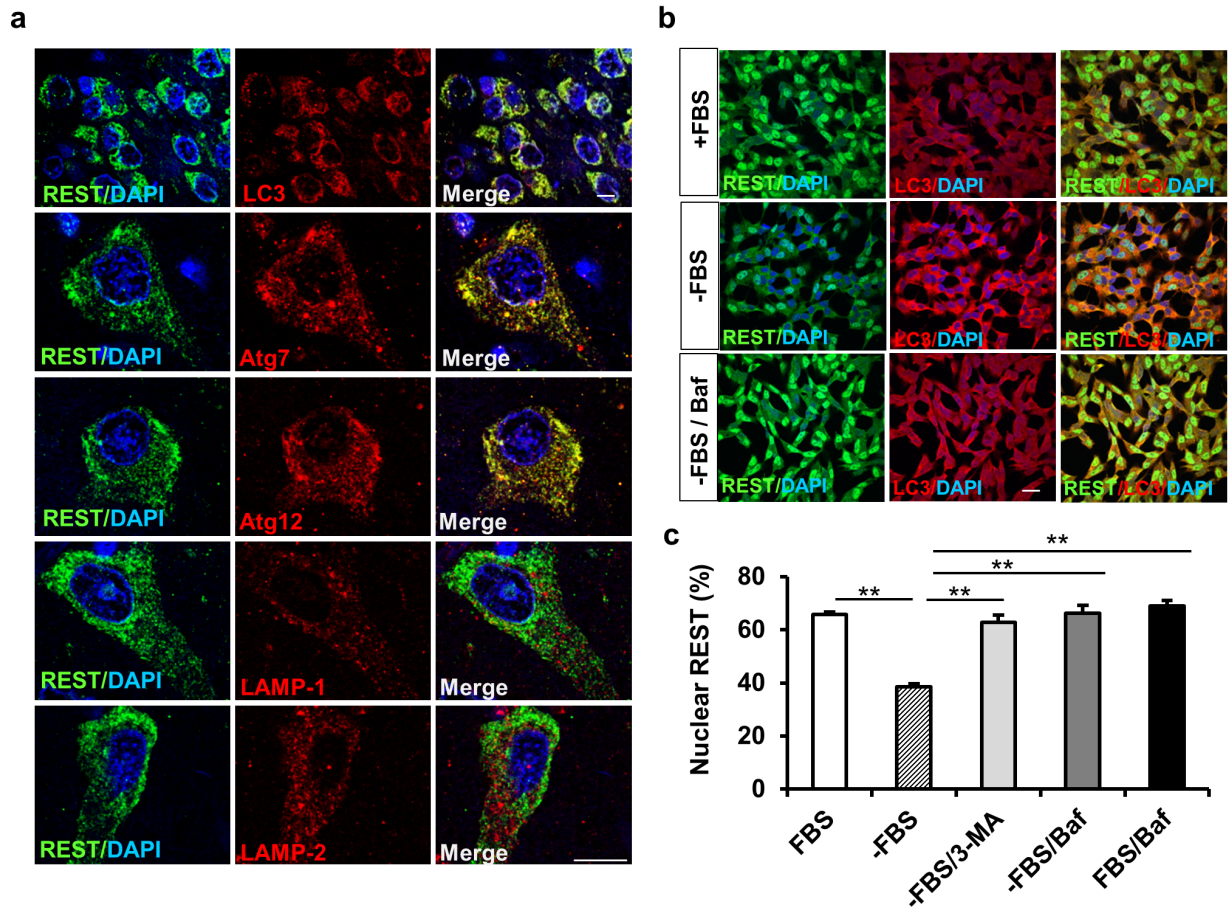 a
REST/DAPI
LC3
Merge
REST/DAPI
Atg7
Merge
REST/DAPI
Atg12
Merge
REST/DAPI
LAMP-1
Merge
REST/DAPI
LAMP-2
Merge
b
+FBS
REST/DAPI
LC3/DAPI
REST/LC3/DAPI
-FBS
REST/DAPI
LC3/DAPI
REST/LC3/DAPI
-FBS / Baf
REST/DAPI
LC3/DAPI
REST/LC3/DAPI
c
Nuclear REST (%)
80
60
40
20
0
**
**
**
**
FBS
-FBS
-FBS/3-MA
-FBS/Baf
FBS/Baf